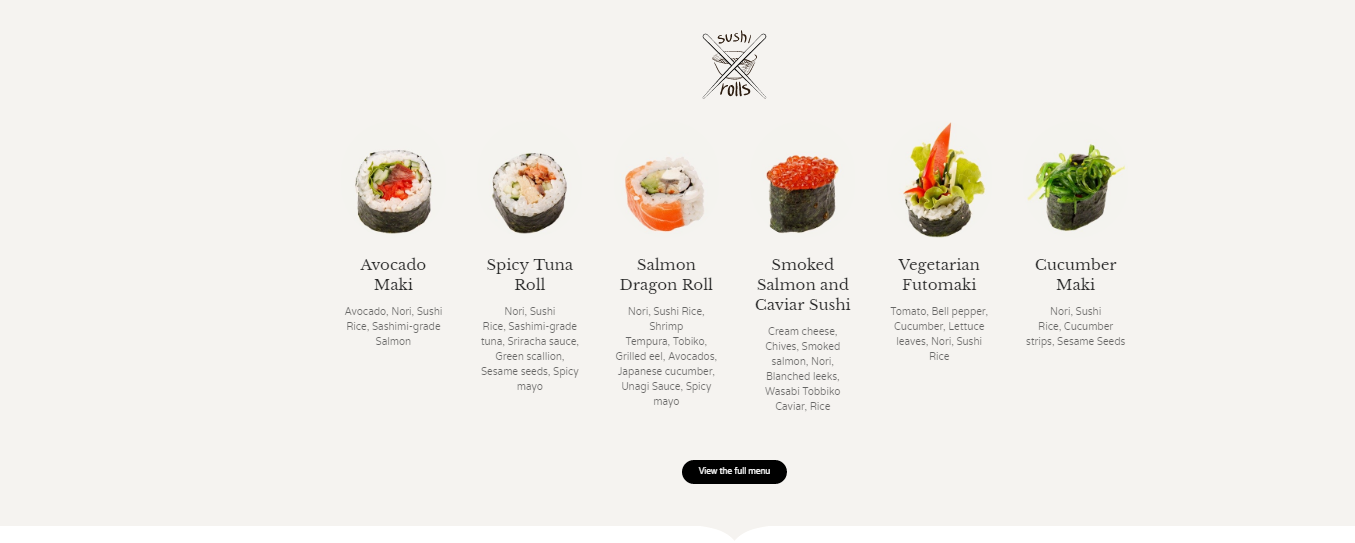 sushi
rolls
Avocado
Maki
Avocado, Nori, Sushi
Rice, Sashimi-grade
Salmon
Spicy Tuna
Roll
Nori, Sushi
Rice, Sashimi-grade
tuna, Sriracha sauce,
Green scallion,
Sesame seeds, Spicy
mayo
Salmon
Dragon Roll
Nori, Sushi Rice,
Shrimp
Tempura, Tobiko,
Grilled eel, Avocados,
Japanese cucumber,
Unagi Sauce, Spicy
mayo
Smoked
Salmon and
Caviar Sushi
Cream cheese,
Chives, Smoked
salmon, Nori,
Blanched leeks,
Wasabi Tobbiko
Caviar, Rice
Vegetarian
Futomaki
Tomato, Bell pepper,
Cucumber, Lettuce
leaves, Nori, Sushi
Rice
Cucumber
Maki
Nori, Sushi
Rice, Cucumber
strips, Sesame Seeds
View the full menu